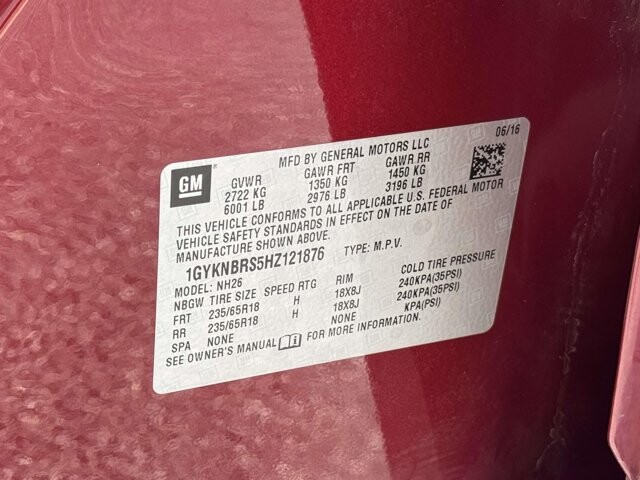 06/16
MFD BY GENERAL MOTORS LLC
GM
GVWR GAWR FRT GAWR RR
2722 KG 1350 KG 1450 KG
6001 LB 2976 LB 3196 LB
THIS VEHICLE CONFORMS TO ALL APPLICABLE U.S. FEDERAL MOTOR
VEHICLE SAFETY STANDARDS IN EFFECT ON THE DATE OF
MANUFACTURE SHOWN ABOVE.
1GYKNBRS5HZ121876 TYPE: M.P.V.
MODEL: NH26
NBGW TIRE SIZE SPEED RTG RIM COLD TIRE PRESSURE
FRT 235/65R18 H 18X8J 240KPA(35PSI)
RR 235/65R18 H 18X8J 240KPA(35PSI)
SPA NONE NONE KPA(PSI)
SEE OWNER'S MANUAL FOR MORE INFORMATION.